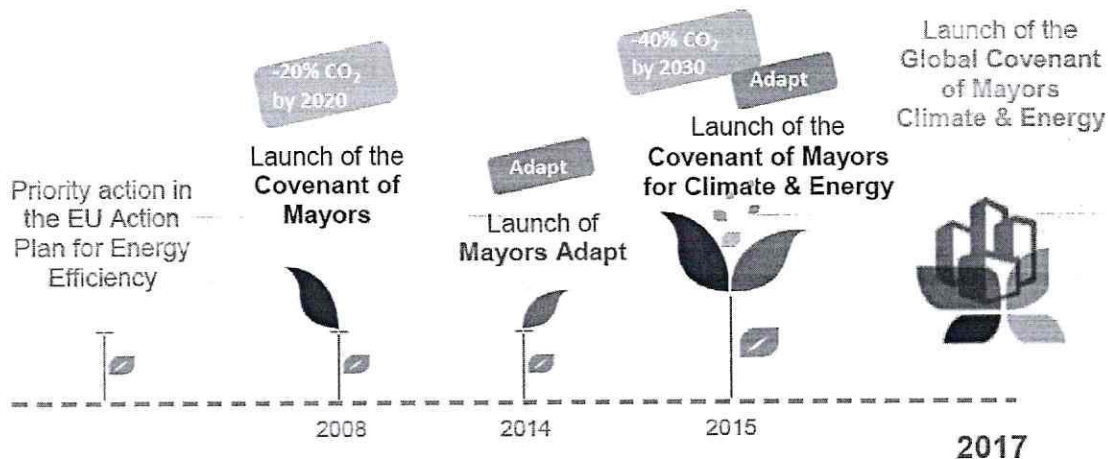 Priority action in
the EU Action
Plan for Energy
Efficiency
-20% CO₂
by 2020
Launch of the
Covenant of
Mayors
2008
Adapt
Launch of
Mayors Adapt
2014
-40% CO₂
by 2030
Adapt
Launch of the
Covenant of Mayors
for Climate & Energy
2015
Launch of the
Global Covenant
of Mayors
Climate & Energy
2017